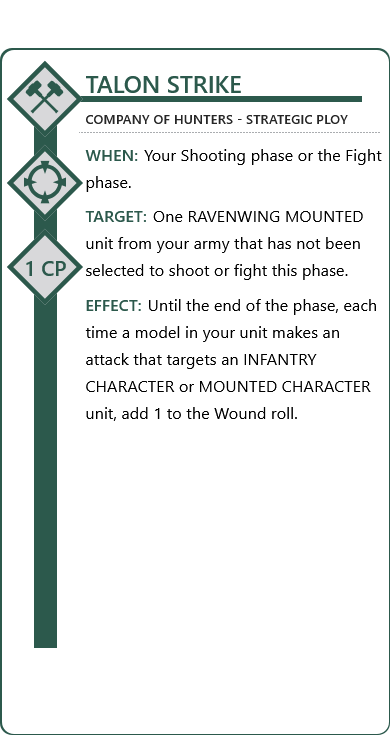 TALON STRIKE
COMPANY OF HUNTERS - STRATEGIC PLOY
WHEN: Your Shooting phase or the Fight
phase.
TARGET: One RAVENWING MOUNTED
unit from your army that has not been
selected to shoot or fight this phase.
1 CP
EFFECT: Until the end of the phase, each
time a model in your unit makes an
attack that targets an INFANTRY
CHARACTER or MOUNTED CHARACTER
unit, add 1 to the Wound roll.